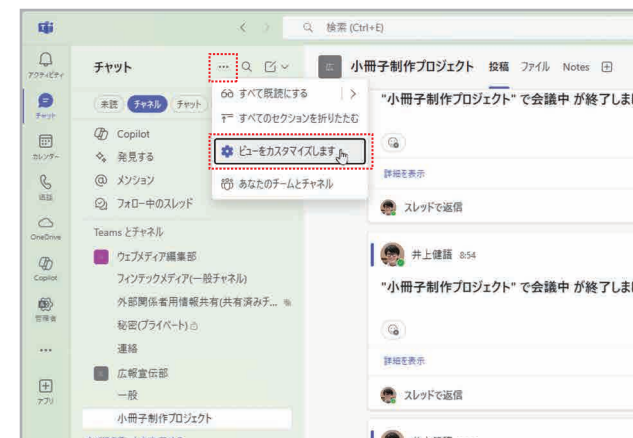 検索 (Ctrl+E)
アクティビティ
チャット
カレンダー
通話
OneDrive
Copilot
管理者
アプリ
チャット
未読
チャネル
チャット
Copilot
発見する
メンション
フォロー中のスレッド
Teams とチャネル
ウェブメディア編集部
フィンテックメディア(一般チャネル)
外部関係者用情報共有(共有済みチ...
秘密(プライベート)
連絡
広報宣伝部
一般
小冊子制作プロジェクト
すべて既読にする
すべてのセクションを折りたたむ
ビューをカスタマイズします
あなたのチームとチャネル
小冊子制作プロジェクト 投稿 ファイル Notes
"小冊子制作プロジェクト" で会議中 が終了しま
詳細を表示
スレッドで返信
井上健語 8:54
"小冊子制作プロジェクト" で会議中 が終了しま
詳細を表示
スレッドで返信